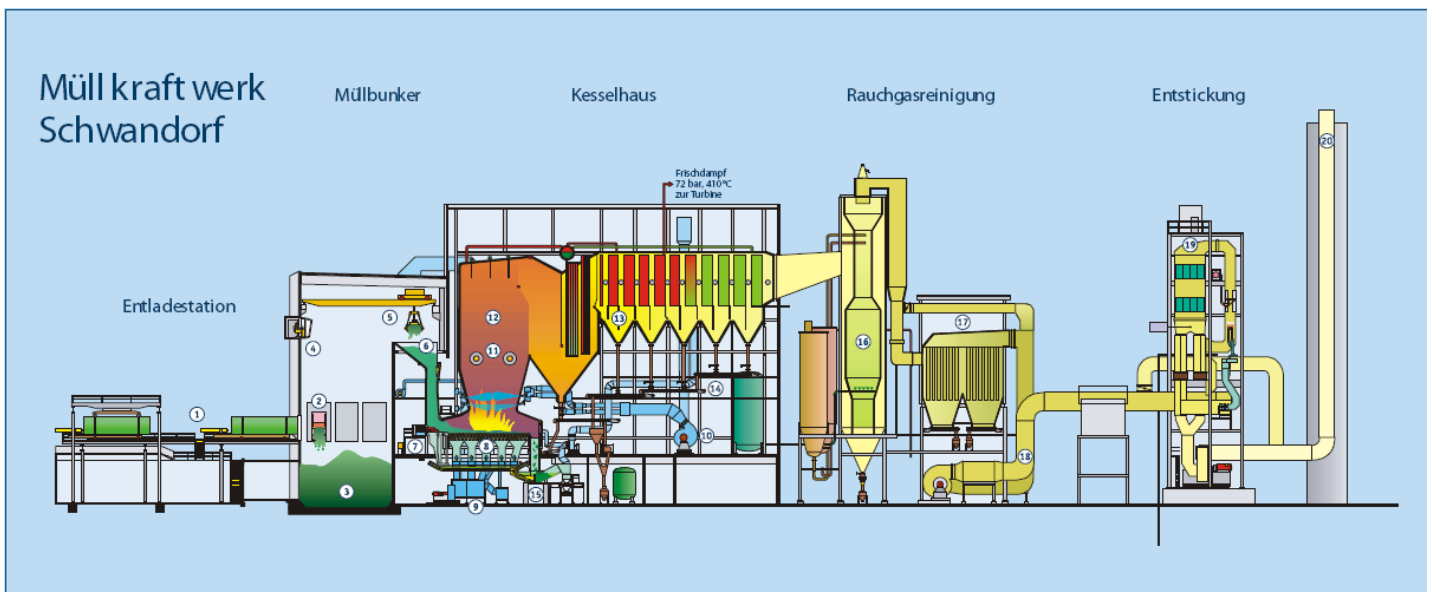 Müll kraft werk
Schwandorf
Müllbunker
Kesselhaus
Rauchgasreinigung
Entstickung
Frischdampf
72 bar, 410°C
zur Turbine
Entladestation
1
2
3
4
5
6
7
8
9
10
11
12
13
14
15
16
17
18
19
20